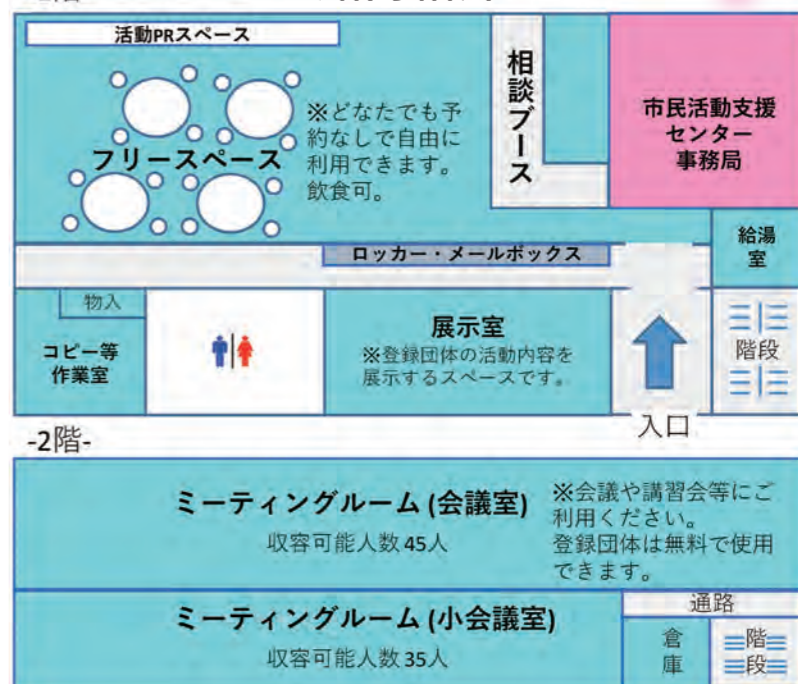 活動PRスペース
フリースペース
※どなたでも予
約なしで自由に
利用できます。
飲食可。
相談ブース
市民活動支援
センター
事務局
ロッカー・メールボックス
給湯
室
物入
コピー等
作業室
展示室
※登録団体の活動内容を
展示するスペースです。
階段
入口
-2階-
ミーティングルーム (会議室)
収容可能人数 45人
※会議や講習会等にご
利用ください。
登録団体は無料で使用
できます。
ミーティングルーム (小会議室)
収容可能人数 35人
通路
倉
庫
階
段